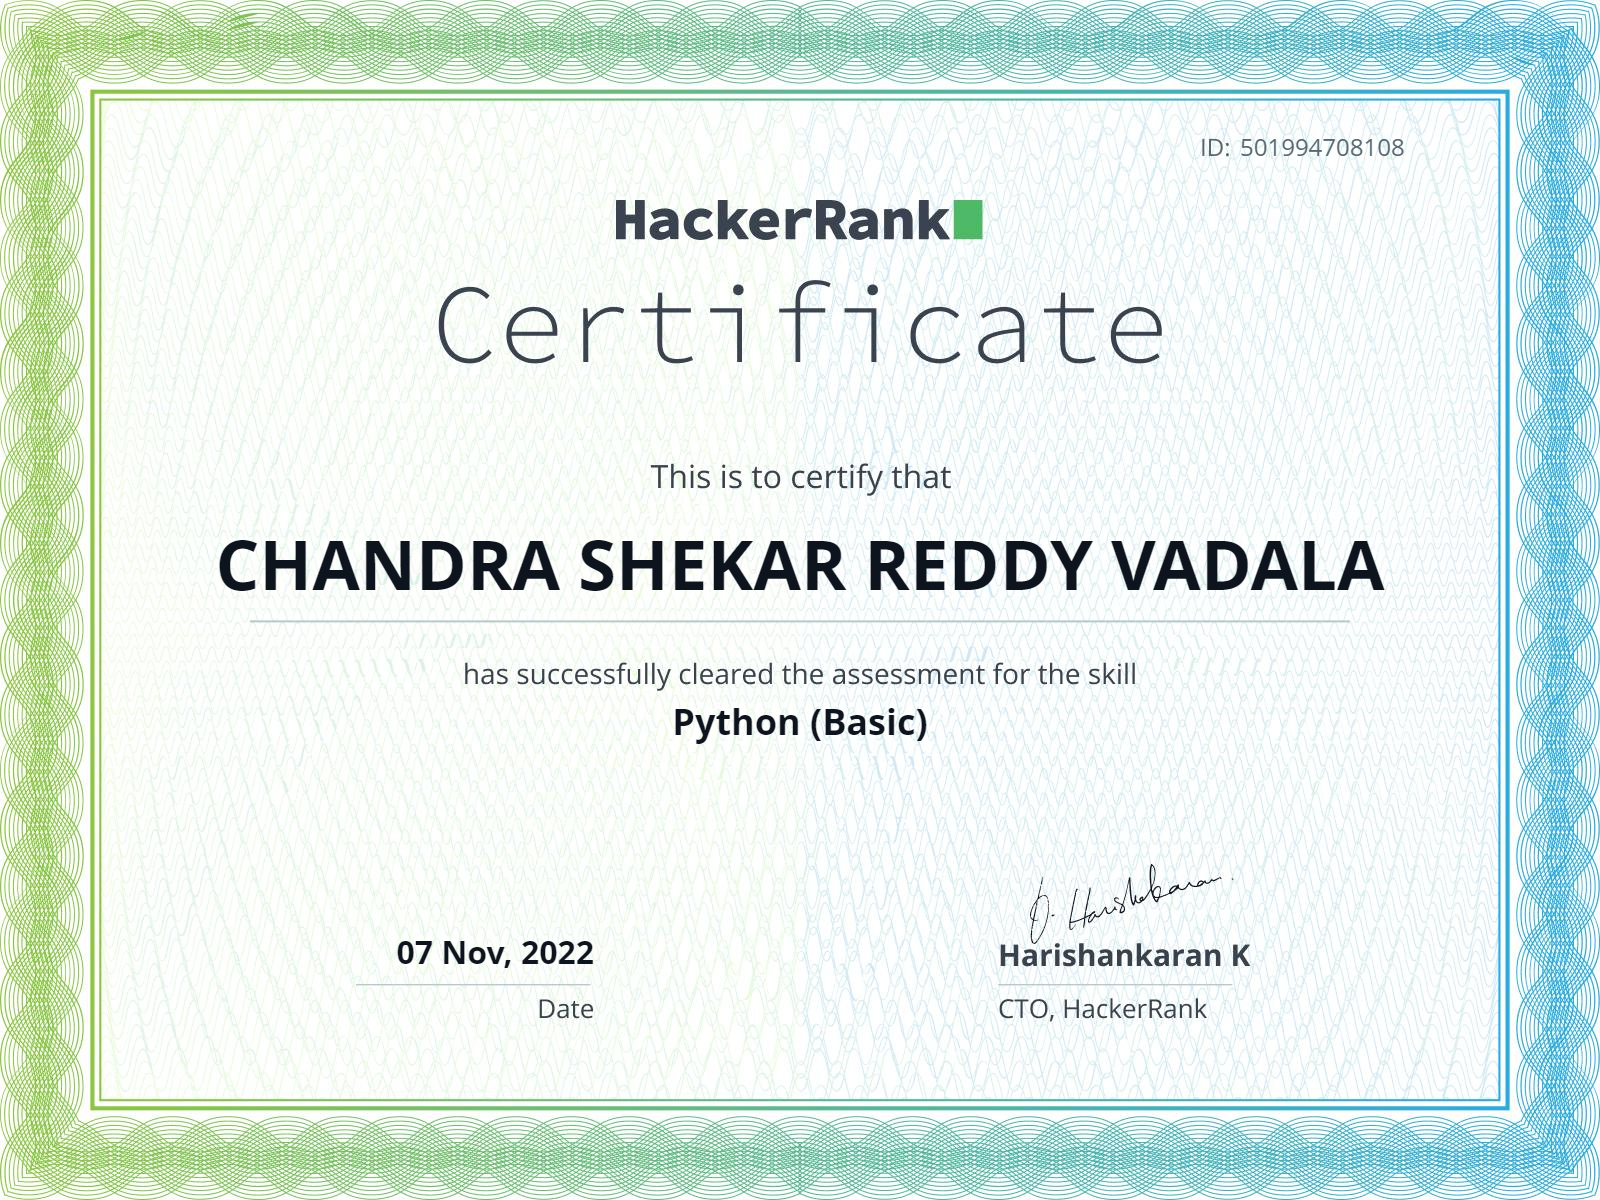 ID: 501994708108
HackerRank
Certificate
This is to certify that
CHANDRA SHEKAR REDDY VADALA
has successfully cleared the assessment for the skill
Python (Basic)
07 Nov, 2022
Date
Harishankaran K
CTO, HackerRank